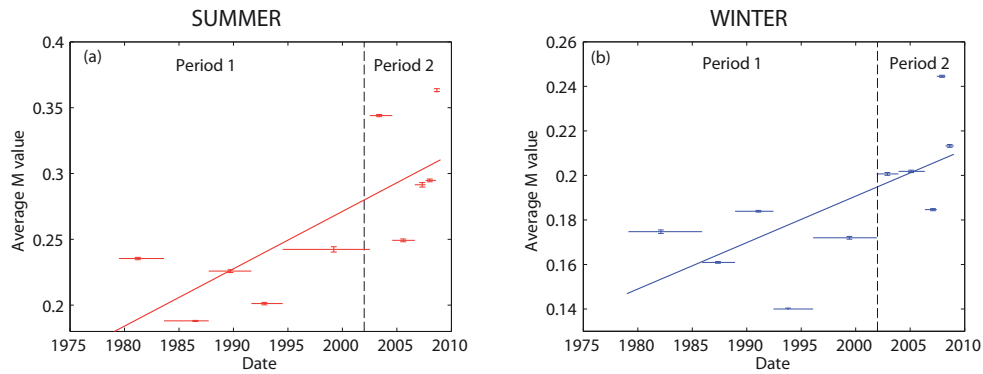 SUMMER
WINTER
(a)
Period 1
Period 2
0.4
0.35
0.3
0.25
0.2
Average M value
1975 1980 1985 1990 1995 2000 2005 2010
Date
(b)
Period 1
Period 2
0.26
0.24
0.22
0.2
0.18
0.16
0.14
Average M value
1975 1980 1985 1990 1995 2000 2005 2010
Date